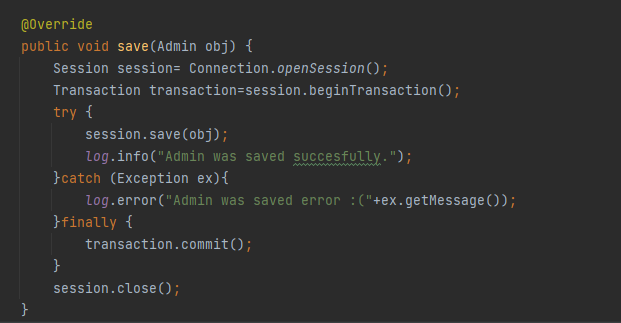 @Override
public void save(Admin obj) {
    Session session= Connection.openSession();
    Transaction transaction=session.beginTransaction();
    try {
        session.save(obj);
        log.info("Admin was saved succesfully.");
    }catch (Exception ex){
        log.error("Admin was saved error :("+ex.getMessage());
    }finally {
        transaction.commit();
    }
    session.close();
}